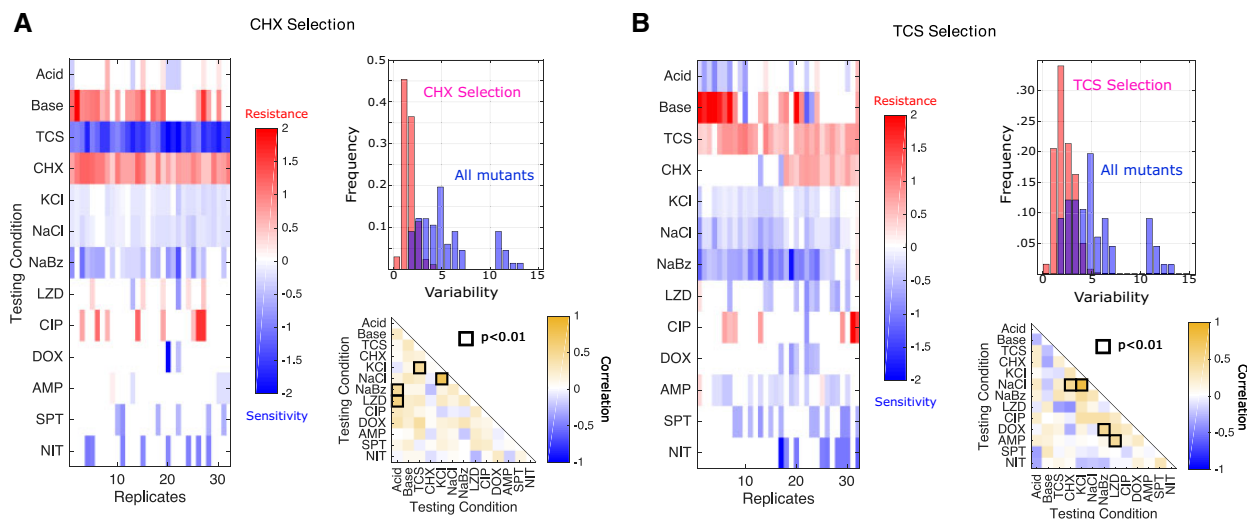 A
CHX Selection
Acid
Base
TCS
CHX
KCl
NaCl
NaBz
LZD
CIP
DOX
AMP
SPT
NIT
Testing Condition
10 20 30
Replicates
Resistance
2
1.5
1
0.5
0
-0.5
-1
-1.5
-2
Sensitivity
0.5
0.4
0.3
0.2
0.1
Frequency
CHX Selection
All mutants
0 5 10 15
Variability
Acid
Base
TCS
CHX
KCl
NaCl
NaBz
LZD
CIP
DOX
AMP
SPT
NIT
Testing Condition
p<0.01
Acid Base TCS CHX KCl NaCl NaBz LZD CIP DOX AMP SPT NIT
Testing Condition
1
0.5
0
-0.5
-1
Correlation
B
TCS Selection
Acid
Base
TCS
CHX
KCl
NaCl
NaBz
LZD
CIP
DOX
AMP
SPT
NIT
10 20 30
Replicates
Resistance
2
1.5
1
0.5
0
-0.5
-1
-1.5
-2
Sensitivity
.30
.25
.20
.15
.10
.05
Frequency
TCS Selection
All mutants
0 5 10 15
Variability
Acid
Base
TCS
CHX
KCl
NaCl
NaBz
LZD
CIP
DOX
AMP
SPT
NIT
Testing Condition
p<0.01
Acid Base TCS CHX KCl NaCl NaBz LZD CIP DOX AMP SPT NIT
Testing Condition
1
0.5
0
-0.5
-1
Correlation